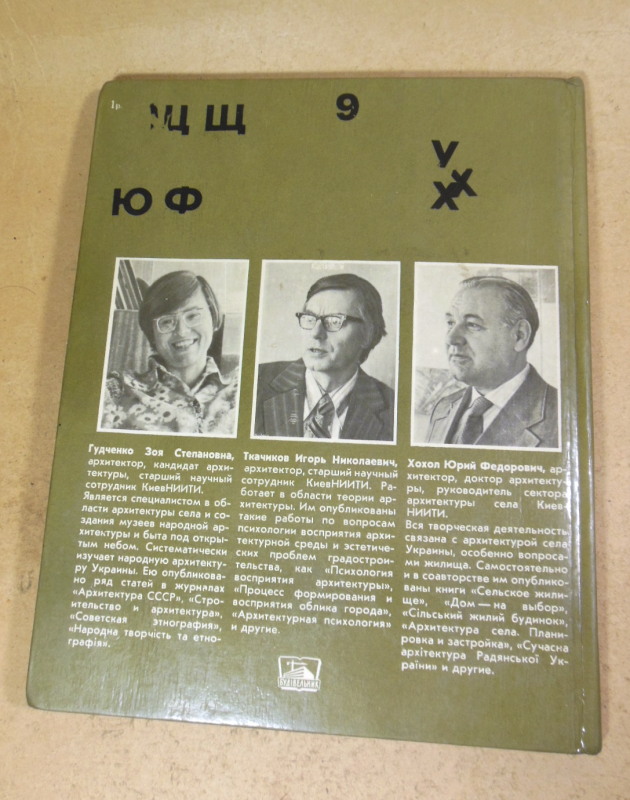 1р.
Щ Щ 9
У
Х Х
Ю Ф
Гудченко Зоя Степановна,
архитектор, кандидат архи-
тектуры, старший научный
сотрудник КиевНИИТИ.
Является специалистом в об-
ласти архитектуры села и со-
здания музеев народной ар-
хитектуры и быта под откры-
тым небом. Систематически
изучает народную архитекту-
ру Украины. Ею опубликова-
но ряд статей в журналах
«Архитектура СССР», «Стро-
ительство и архитектура»,
«Советская этнография»,
«Народна творчість та етно-
графія».
Ткачиков Игорь Николаевич,
архитектор, старший научный
сотрудник КиевНИИТИ. Ра-
ботает в области теории ар-
хитектуры. Им опубликованы
такие работы по вопросам
психологии восприятия архи-
тектурной среды и эстетиче-
ских проблем градострои-
тельства, как «Психология
восприятия архитектуры»,
«Процесс формирования и
восприятия облика города»,
«Архитектурная психология»
и другие.
Хохол Юрий Федорович, ар-
хитектор, доктор архитекту-
ры, руководитель сектора
архитектуры села Киев-
НИИТИ.
Вся творческая деятельность
связана с архитектурой села
Украины, особенно вопроса-
ми жилища. Самостоятельно
и в соавторстве им опублико-
ваны книги «Сельское жили-
ще», «Дом — на выбор»,
«Сільський жилий будинок»,
«Архитектура села. Плани-
ровка и застройка», «Сучасна
архітектура Радянської Ук-
раїни» и другие.
БУДІВЕЛЬНИК